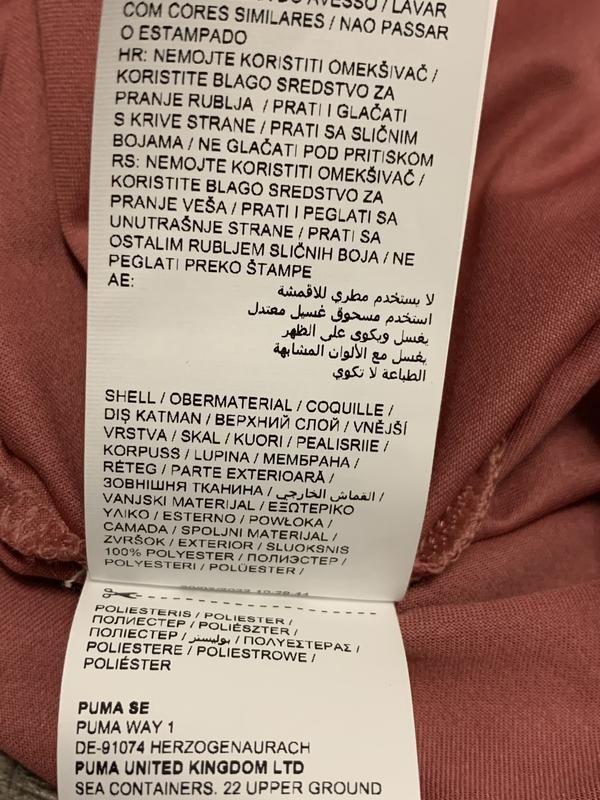 DO AVESSO / LAVAR
COM CORES SIMILARES / NAO PASSAR
O ESTAMPADO
HR: NEMOJTE KORISTITI OMEKŠIVAČ /
KORISTITE BLAGO SREDSTVO ZA
PRANJE RUBLJA / PRATI I GLAČATI
S KRIVE STRANE / PRATI SA SLIČNIM
BOJAMA / NE GLAČATI POD PRITISKOM
RS: NEMOJTE KORISTITI OMEKŠIVAČ /
KORISTITE BLAGO SREDSTVO ZA
PRANJE VEŠA / PRATI I PEGLATI SA
UNUTRAŠNJE STRANE / PRATI SA
OSTALIM RUBLJEM SLIČNIH BOJA / NE
PEGLATI PREKO ŠTAMPE
AE:
لا يستخدم مطري للاقمشة
استخدم مسحوق غسيل معتدل
يغسل ويكوى على الظهر
يغسل مع الألوان المشابهة
الطباعة لا تكوي
SHELL / OBERMATERIAL / COQUILLE /
DIŞ KATMAN / ВЕРХНИЙ СЛОЙ / VNĚJŠÍ
VRSTVA / SKAL / KUORI / PEALISRIIE /
KORPUSS / LUPINA / МЕМБРАНА /
RÉTEG / PARTE EXTERIOARĂ /
ЗОВНІШНЯ ТКАНИНА / القماش الخارجي /
VANJSKI MATERIJAL / ΕΞΩΤΕΡΙΚΟ
ΥΛΙΚΟ / ESTERNO / POWŁOKA /
CAMADA / SPOLJNI MATERIJAL /
ZVRŠOK / EXTERIOR / SLUOKSNIS
100% POLYESTER / ПОЛИЭСТЕР /
POLYESTERI / POLÜESTER /
POLIESTERIS / POLIESTER /
ПОЛИЕСТЕР / POLIÉSZTER /
ПОЛІЕСТЕР / بوليستر / ΠΟΛΥΕΣΤΕΡΑΣ /
POLIESTERE / POLIESTROWE /
POLIÉSTER
PUMA SE
PUMA WAY 1
DE-91074 HERZOGENAURACH
PUMA UNITED KINGDOM LTD
SEA CONTAINERS. 22 UPPER GROUND